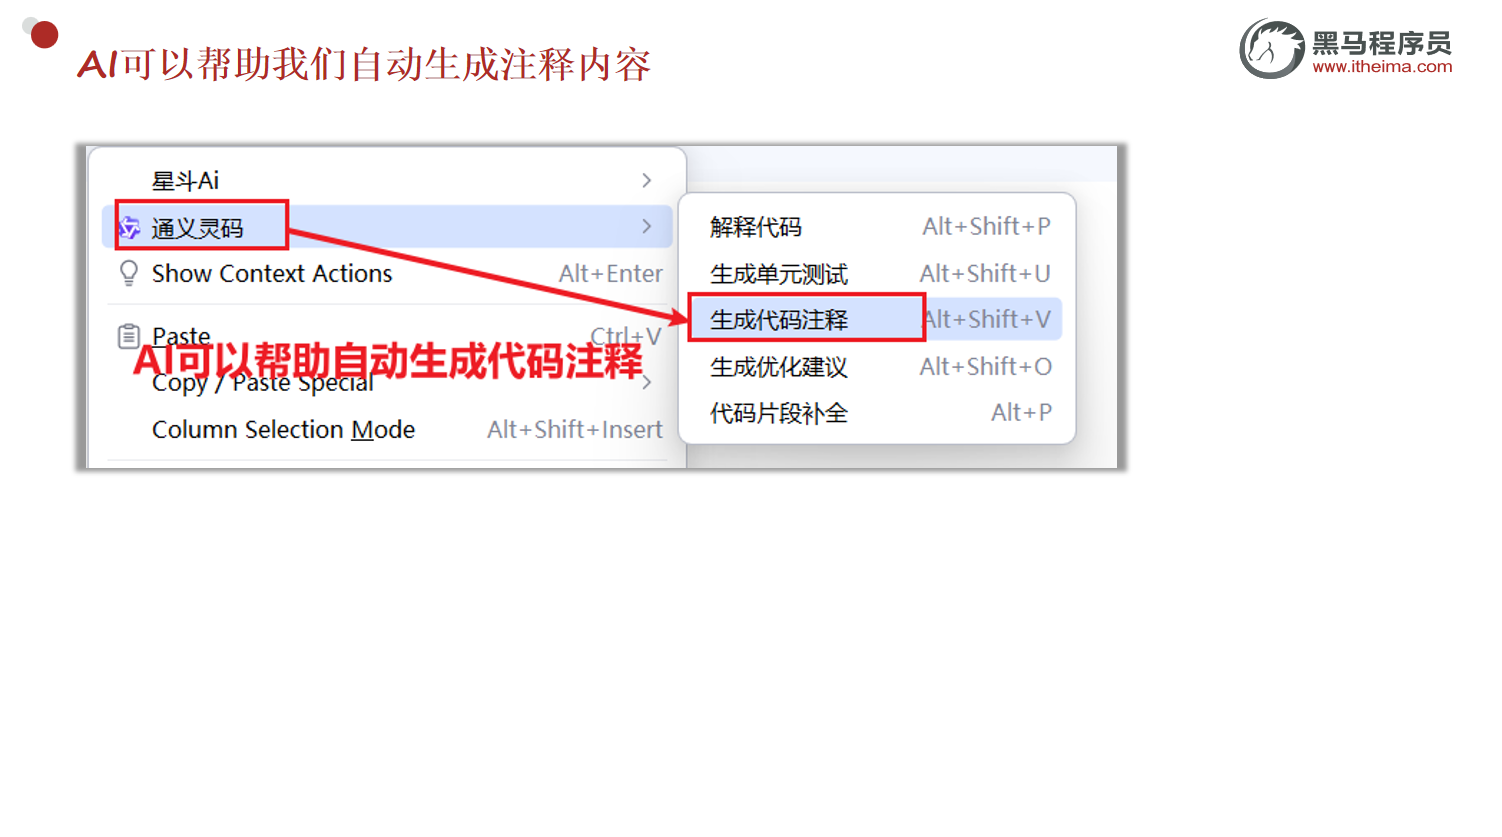 AI可以帮助我们自动生成注释内容
黑马程序员
www.itheima.com
星斗Ai
通义灵码
Show Context Actions Alt+Enter
Paste Ctrl+V
AI可以帮助自动生成代码注释
Copy / Paste Special
Column Selection Mode Alt+Shift+Insert
解释代码 Alt+Shift+P
生成单元测试 Alt+Shift+U
生成代码注释 Alt+Shift+V
生成优化建议 Alt+Shift+O
代码片段补全 Alt+P